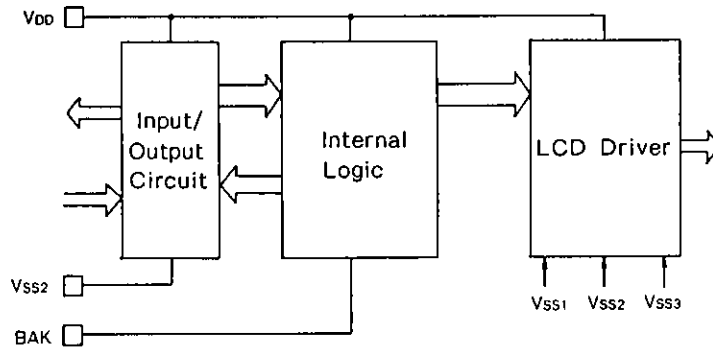 VDD
Input/
Output
Circuit
Internal
Logic
LCD Driver
VSS2
VSS1 VSS2 VSS3
BAK